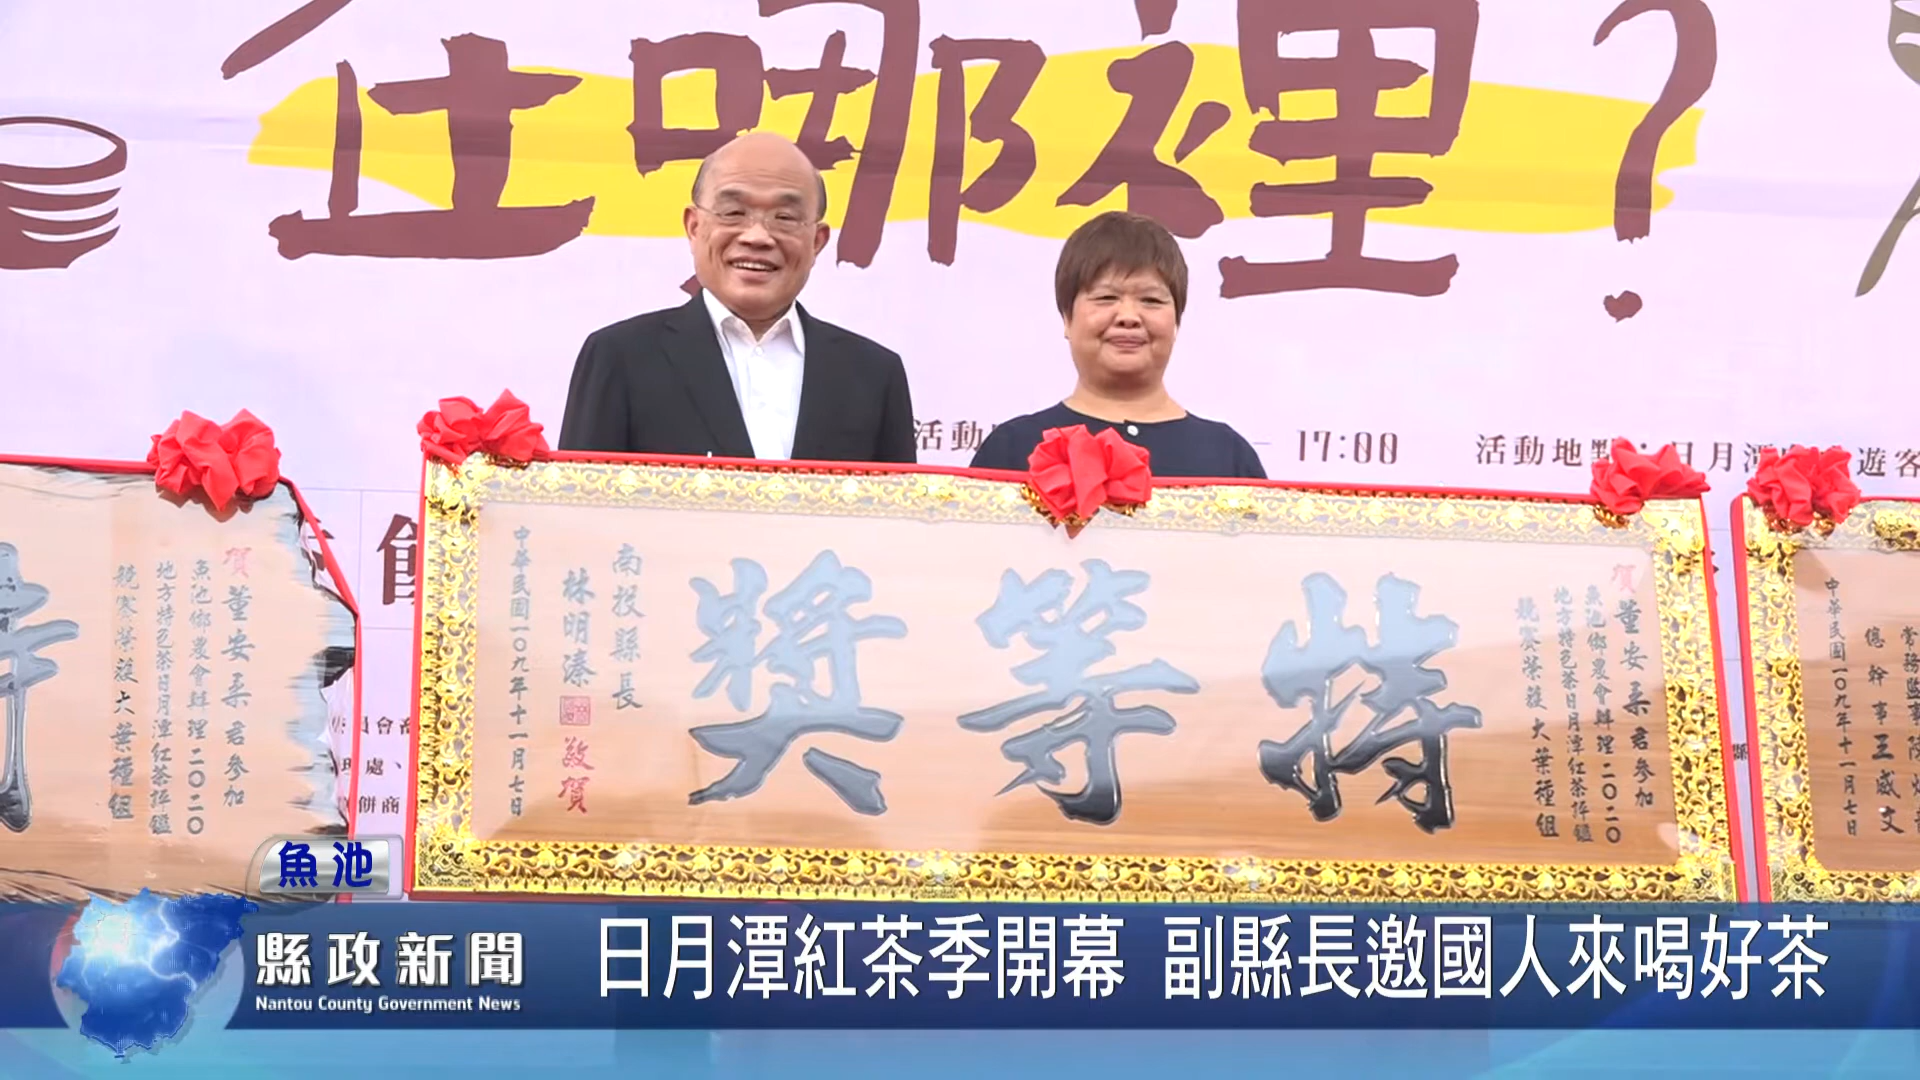 在哪裡?
活動
17:00
活動地點:日月潭
遊客
賀
董安柔君參加
魚池鄉農會辦理二〇二〇
地方特色茶日月潭紅茶評鑑
競賽榮獲大葉種組
賀
董安柔君參加
魚池鄉農會辦理二〇二〇
地方特色茶日月潭紅茶評鑑
競賽榮獲大葉種組
特等獎
南投縣長
林明溱
敬賀
中華民國一〇九年十一月七日
常務監事
總幹事王威文
中華民國一〇九年十一月七日
處、
餅商
魚池
縣政新聞
Nantou County Government News
日月潭紅茶季開幕 副縣長邀國人來喝好茶